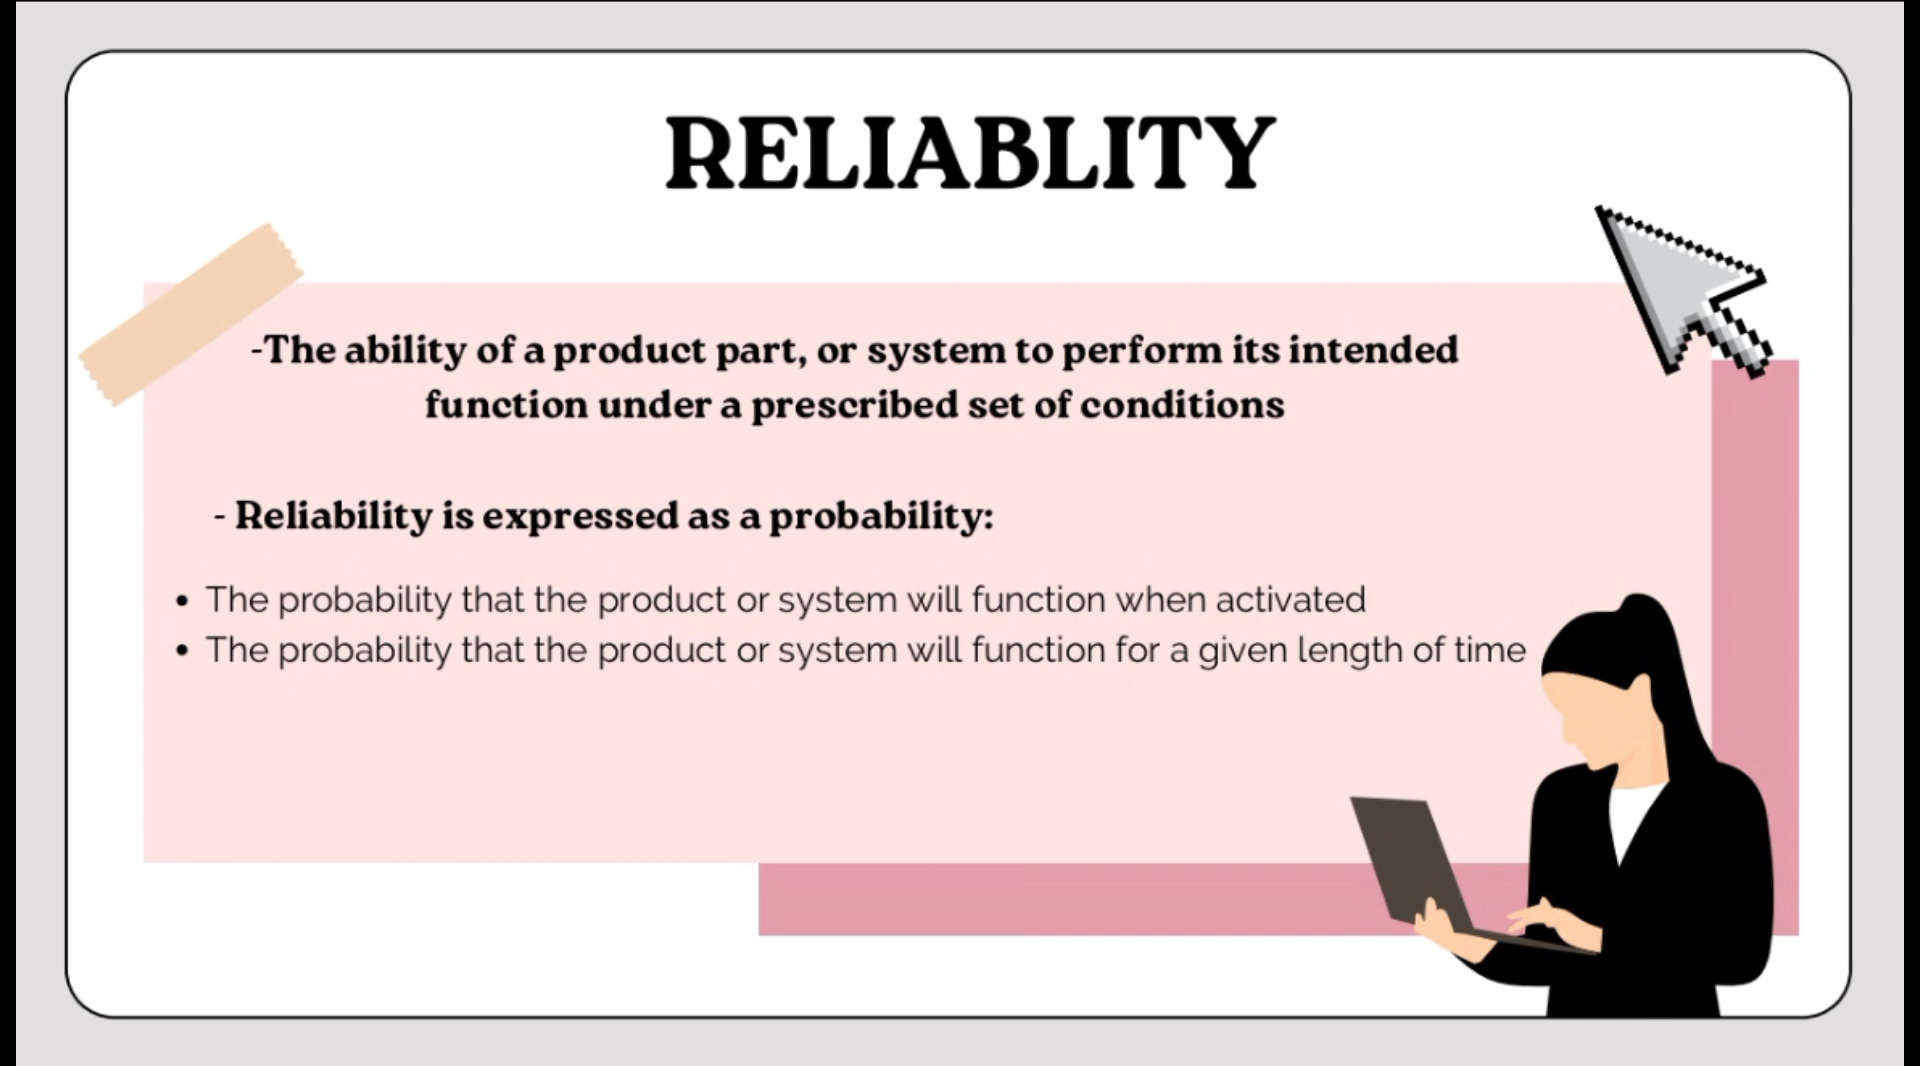 RELIABLITY
-The ability of a product part, or system to perform its intended
function under a prescribed set of conditions
- Reliability is expressed as a probability:
• The probability that the product or system will function when activated
• The probability that the product or system will function for a given length of time